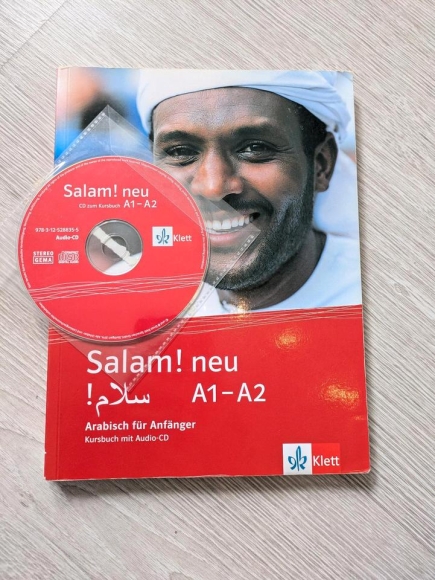 Salam! neu
CD zum Kursbuch A1–A2
978-3-12-528835-5
Audio-CD
Klett
STEREO
GEMA
Salam! neu
سلام!
A1–A2
Arabisch für Anfänger
Kursbuch mit Audio-CD
Klett